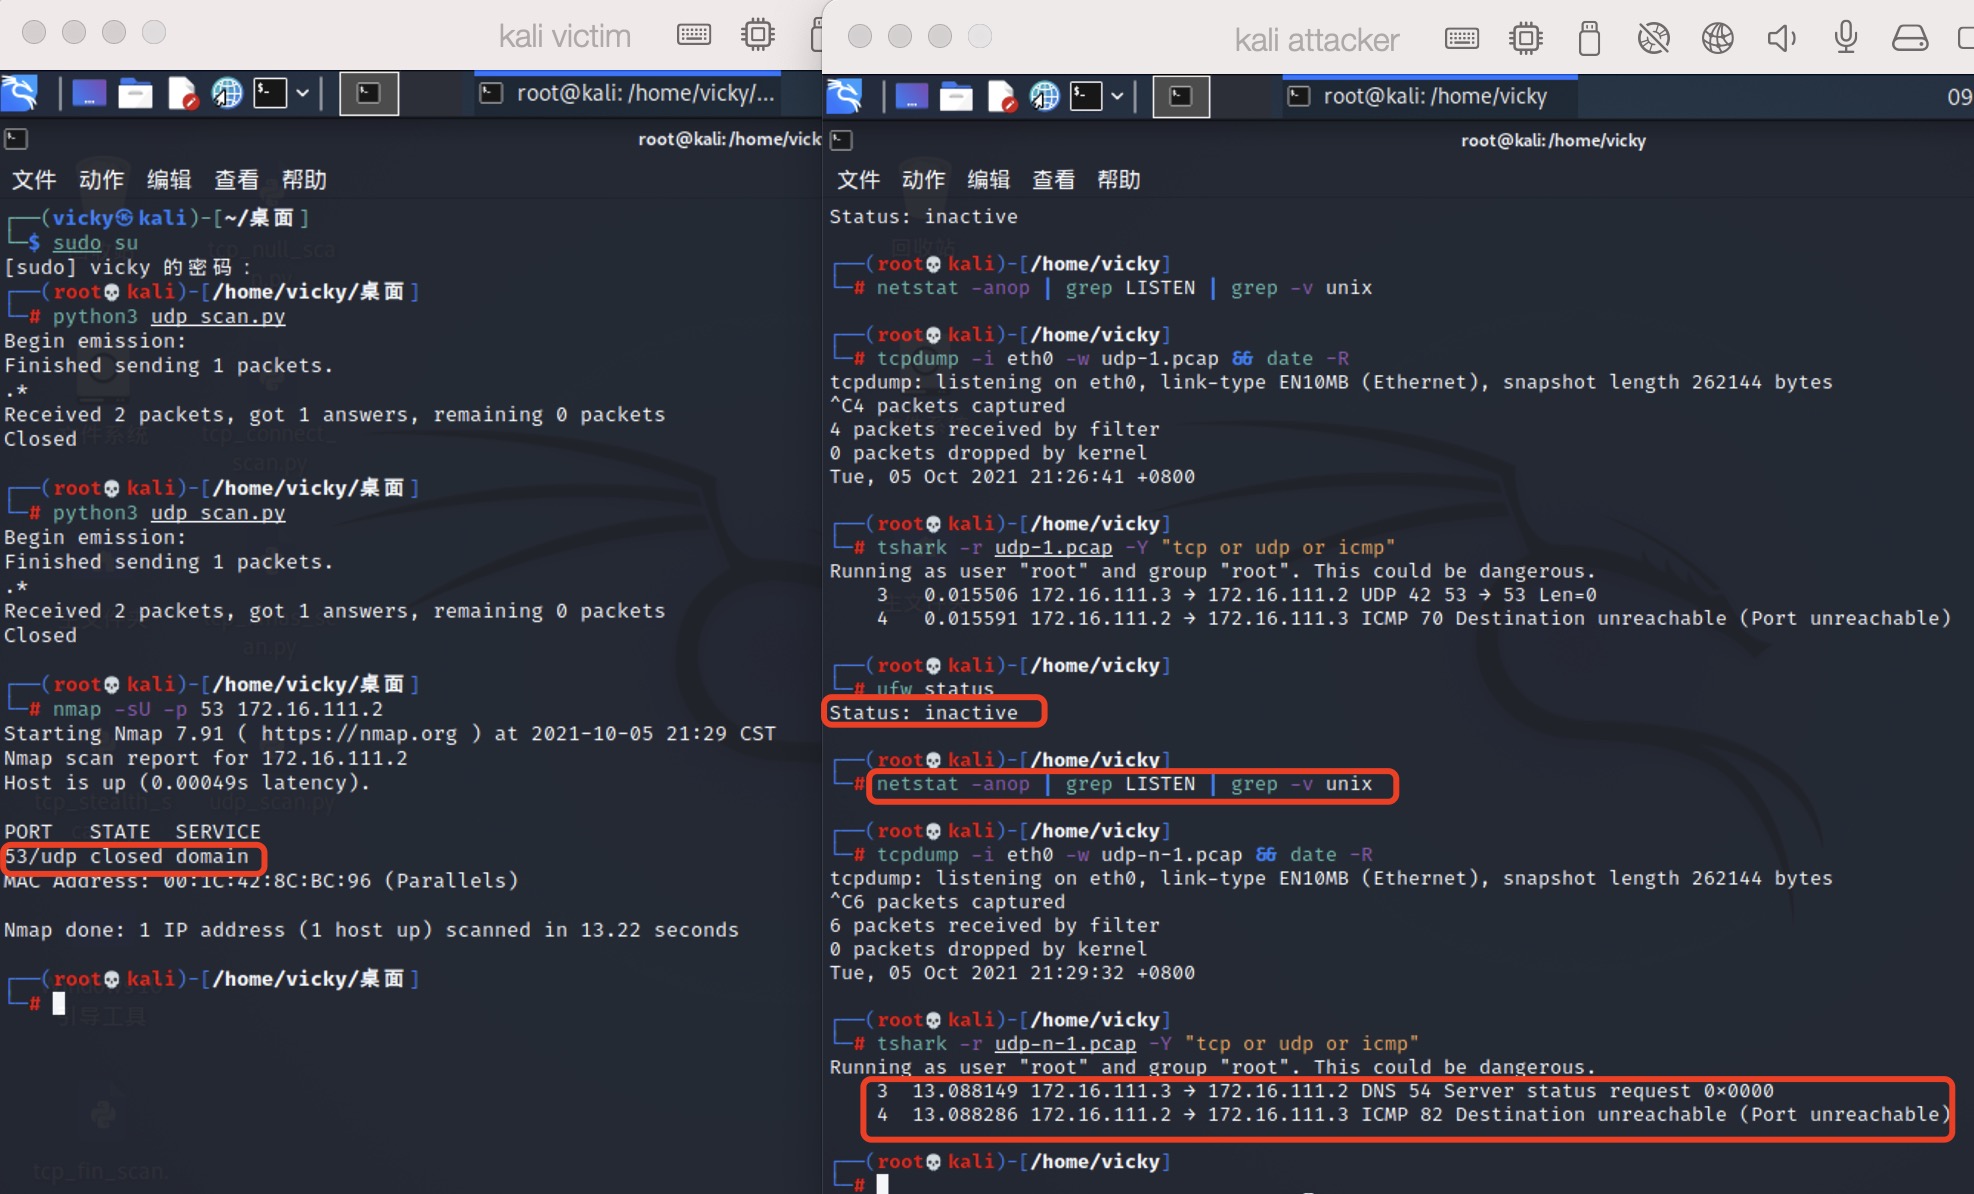 kali victim
root@kali: /home/vicky/...
root@kali: /home/vick
文件 动作 编辑 查看 帮助
┌──(vicky㉿kali)-[~/桌面]
└─$ sudo su
[sudo] vicky 的密码：
┌──(root💀kali)-[/home/vicky/桌面]
└─# python3 udp_scan.py
Begin emission:
Finished sending 1 packets.
.*
Received 2 packets, got 1 answers, remaining 0 packets
Closed
┌──(root💀kali)-[/home/vicky/桌面]
└─# python3 udp_scan.py
Begin emission:
Finished sending 1 packets.
.*
Received 2 packets, got 1 answers, remaining 0 packets
Closed
┌──(root💀kali)-[/home/vicky/桌面]
└─# nmap -sU -p 53 172.16.111.2
Starting Nmap 7.91 ( https://nmap.org ) at 2021-10-05 21:29 CST
Nmap scan report for 172.16.111.2
Host is up (0.00049s latency).
PORT   STATE  SERVICE
53/udp closed domain
MAC Address: 00:1C:42:8C:BC:96 (Parallels)
Nmap done: 1 IP address (1 host up) scanned in 13.22 seconds
┌──(root💀kali)-[/home/vicky/桌面]
└─#
kali attacker
root@kali: /home/vicky
09
root@kali: /home/vicky
文件 动作 编辑 查看 帮助
Status: inactive
┌──(root💀kali)-[/home/vicky]
└─# netstat -anop | grep LISTEN | grep -v unix
┌──(root💀kali)-[/home/vicky]
└─# tcpdump -i eth0 -w udp-1.pcap && date -R
tcpdump: listening on eth0, link-type EN10MB (Ethernet), snapshot length 262144 bytes
^C4 packets captured
4 packets received by filter
0 packets dropped by kernel
Tue, 05 Oct 2021 21:26:41 +0800
┌──(root💀kali)-[/home/vicky]
└─# tshark -r udp-1.pcap -Y "tcp or udp or icmp"
Running as user "root" and group "root". This could be dangerous.
3   0.015506 172.16.111.3 → 172.16.111.2 UDP 42 53 → 53 Len=0
4   0.015591 172.16.111.2 → 172.16.111.3 ICMP 70 Destination unreachable (Port unreachable)
┌──(root💀kali)-[/home/vicky]
└─# ufw status
Status: inactive
┌──(root💀kali)-[/home/vicky]
└─# netstat -anop | grep LISTEN | grep -v unix
┌──(root💀kali)-[/home/vicky]
└─# tcpdump -i eth0 -w udp-n-1.pcap && date -R
tcpdump: listening on eth0, link-type EN10MB (Ethernet), snapshot length 262144 bytes
^C6 packets captured
6 packets received by filter
0 packets dropped by kernel
Tue, 05 Oct 2021 21:29:32 +0800
┌──(root💀kali)-[/home/vicky]
└─# tshark -r udp-n-1.pcap -Y "tcp or udp or icmp"
Running as user "root" and group "root". This could be dangerous.
3  13.088149 172.16.111.3 → 172.16.111.2 DNS 54 Server status request 0×0000
4  13.088286 172.16.111.2 → 172.16.111.3 ICMP 82 Destination unreachable (Port unreachable)
┌──(root💀kali)-[/home/vicky]
└─#